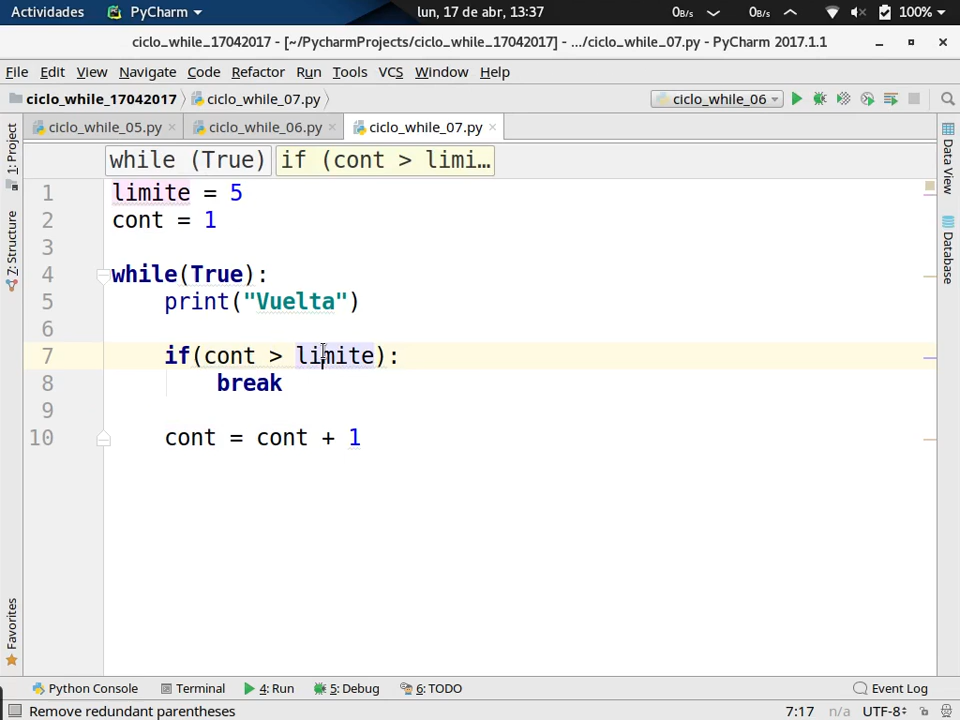 Actividades PyCharm lun, 17 de abr, 13:37 0B/s 0B/s 100%
ciclo_while_17042017 - [~/PycharmProjects/ciclo_while_17042017] - .../ciclo_while_07.py - PyCharm 2017.1.1
File Edit View Navigate Code Refactor Run Tools VCS Window Help
ciclo_while_17042017 ciclo_while_07.py ciclo_while_06
ciclo_while_05.py ciclo_while_06.py ciclo_while_07.py
while (True) if (cont > limi…
1 limite = 5
2 cont = 1
3
4 while(True):
5 print("Vuelta")
6
7 if(cont > limite):
8 break
9
10 cont = cont + 1
1: Project
7: Structure
Favorites
Data View
Database
Python Console Terminal 4: Run 5: Debug 6: TODO Event Log
Remove redundant parentheses 7:17 n/a UTF-8